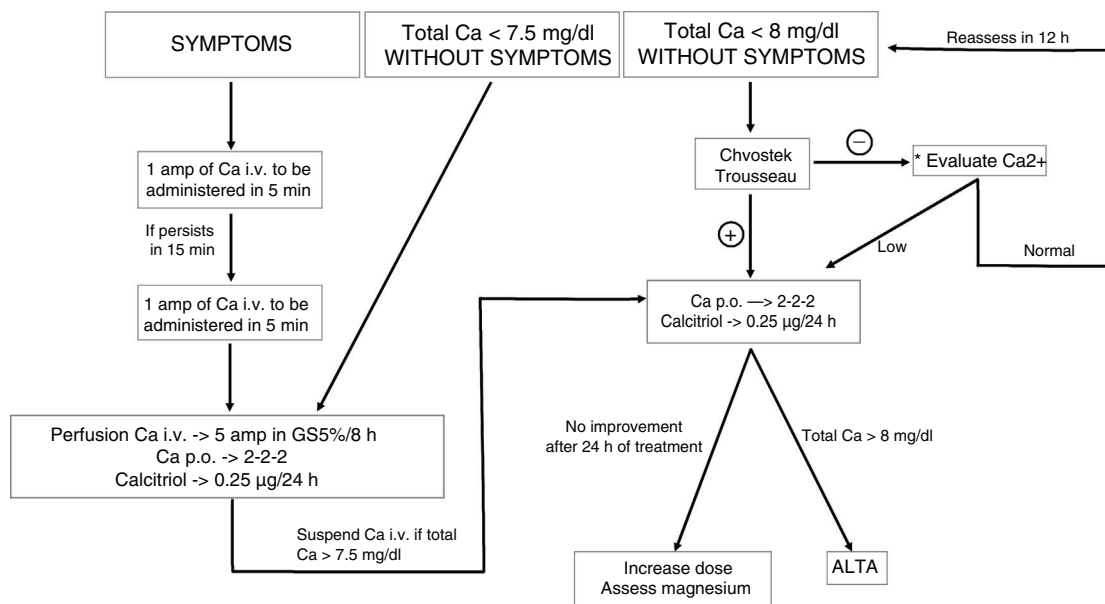 SYMPTOMS
Total Ca < 7.5 mg/dl
WITHOUT SYMPTOMS
Total Ca < 8 mg/dl
WITHOUT SYMPTOMS
Reassess in 12 h
1 amp of Ca i.v. to be
administered in 5 min
Chvostek
Trousseau
−
* Evaluate Ca2+
If persists
in 15 min
+
Low
Normal
1 amp of Ca i.v. to be
administered in 5 min
Ca p.o. —> 2-2-2
Calcitriol -> 0.25 µg/24 h
Perfusion Ca i.v. -> 5 amp in GS5%/8 h
Ca p.o. -> 2-2-2
Calcitriol -> 0.25 µg/24 h
No improvement
after 24 h of treatment
Total Ca > 8 mg/dl
Suspend Ca i.v. if total
Ca > 7.5 mg/dl
Increase dose
Assess magnesium
ALTA